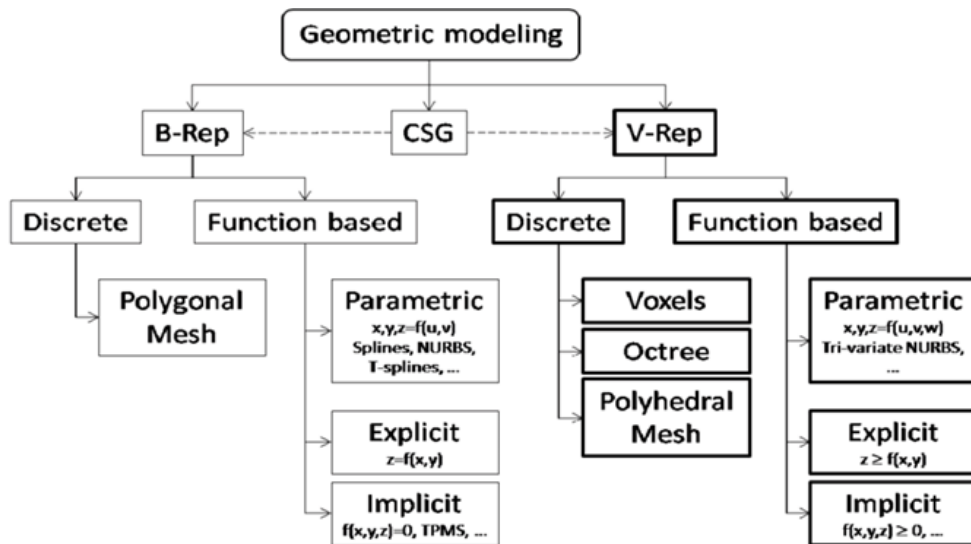 Geometric modeling
B-Rep
CSG
V-Rep
Discrete
Function based
Discrete
Function based
Polygonal
Mesh
Parametric
x,y,z=f(u,v)
Splines, NURBS,
T-splines, ...
Explicit
z=f(x,y)
Implicit
f(x,y,z)=0, TPMS, ...
Voxels
Octree
Polyhedral
Mesh
Parametric
x,y,z=f(u,v,w)
Tri-variate NURBS,
...
Explicit
z ≥ f(x,y)
Implicit
f(x,y,z) ≥ 0, ...